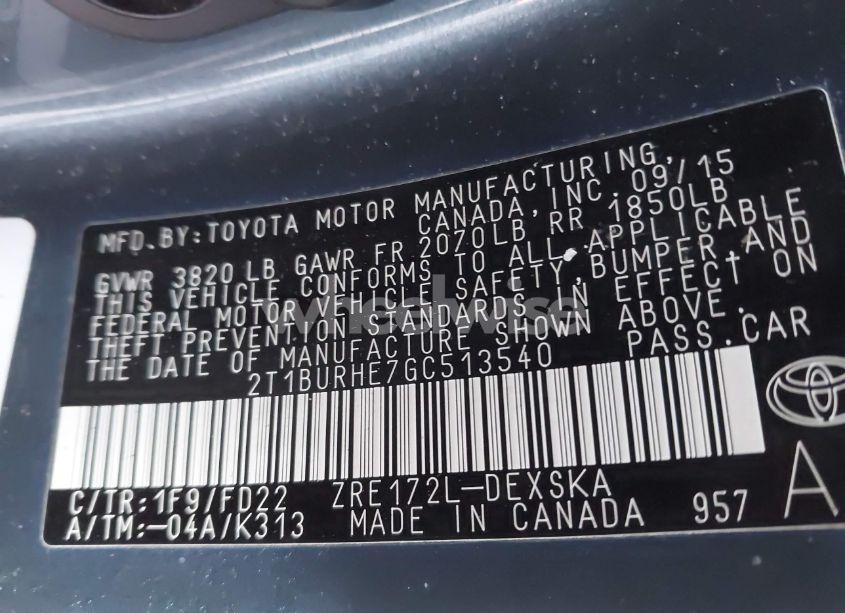 MFD.BY:TOYOTA MOTOR MANUFACTURING,
CANADA, INC. 09/15
GVWR 3820 LB GAWR FR 2070LB RR 1850LB
THIS VEHICLE CONFORMS TO ALL APPLICABLE
FEDERAL MOTOR VEHICLE SAFETY, BUMPER AND
THEFT PREVENTION STANDARDS IN EFFECT ON
THE DATE OF MANUFACTURE SHOWN ABOVE.
2T1BURHE7GC513540 PASS.CAR
C/TR:1F9/FD22 ZRE172L-DEXSKA
A/TM:-04A/K313 MADE IN CANADA 957 A
wheelwise